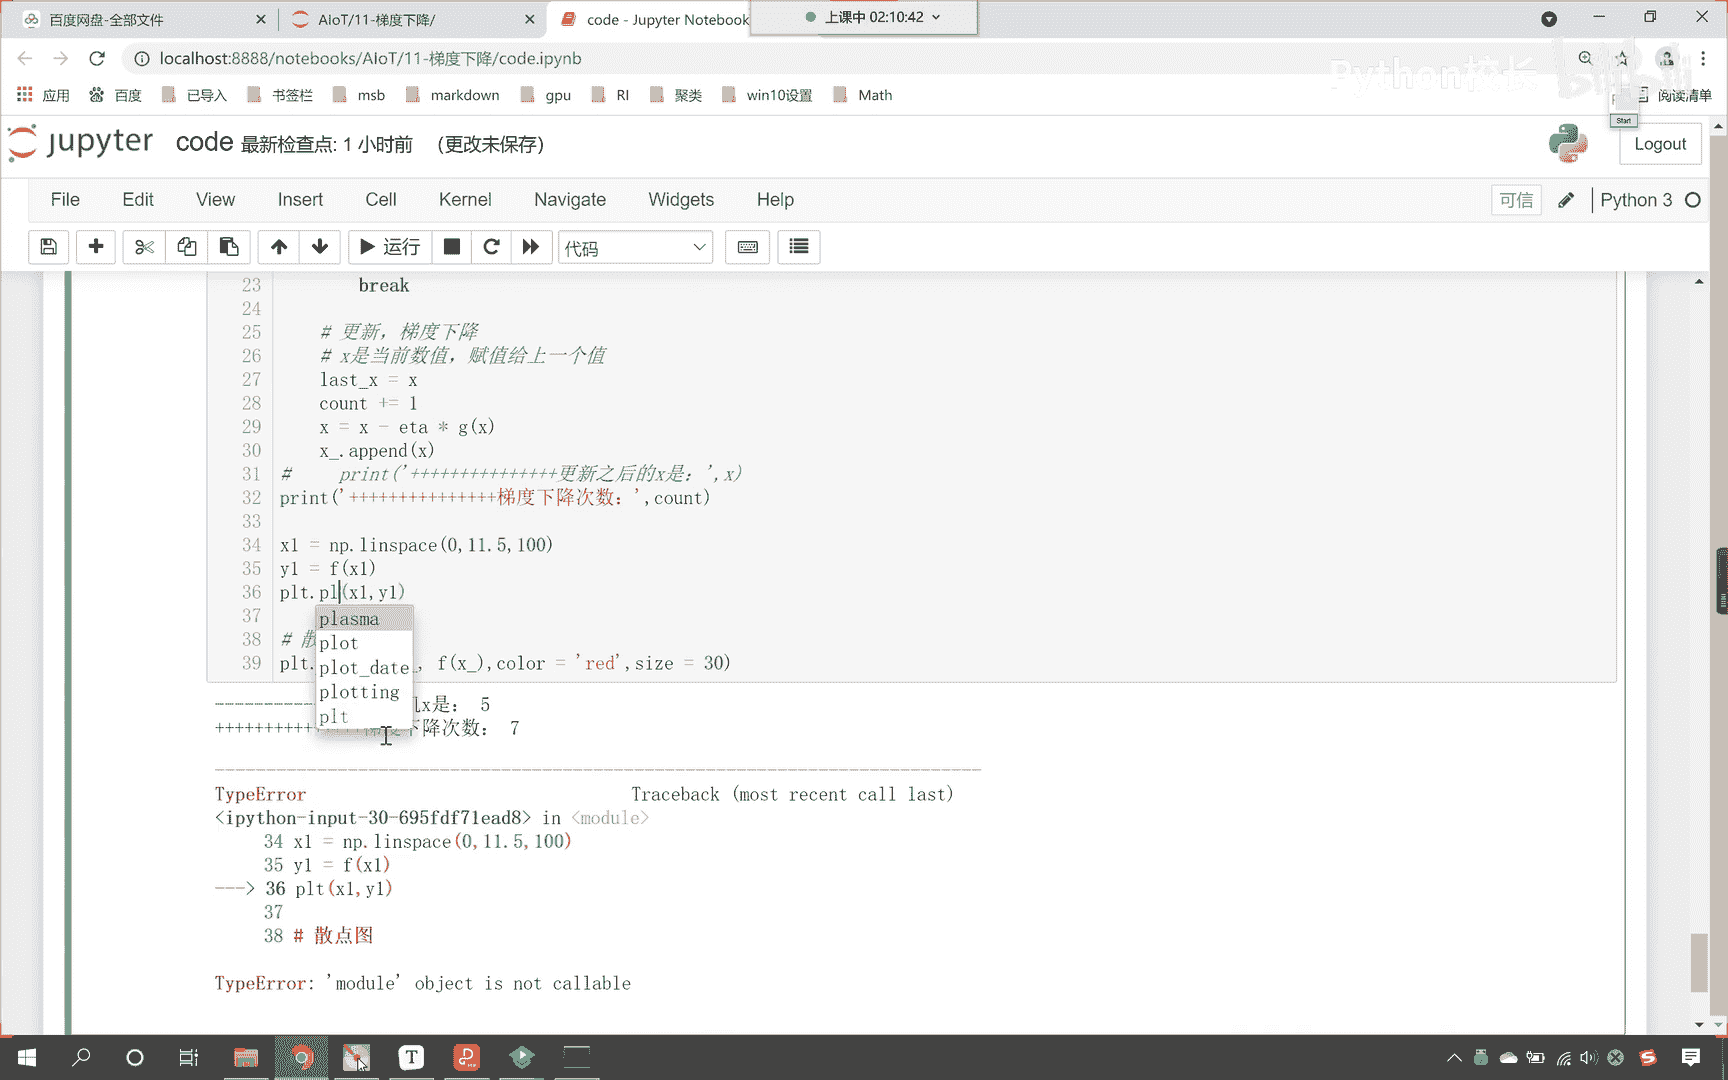 百度网盘-全部文件
AIoT/11-梯度下降/
code - Jupyter Notebook
上课中 02:10:42
localhost:8888/notebooks/AIoT/11-梯度下降/code.ipynb
Python校长
bilibili
应用
百度
已导入
书签栏
msb
markdown
gpu
RI
聚类
win10设置
Math
阅读清单
Start
jupyter
code 最新检查点: 1 小时前 (更改未保存)
Logout
File
Edit
View
Insert
Cell
Kernel
Navigate
Widgets
Help
可信
Python 3
运行
代码
23 break
24
25 # 更新，梯度下降
26 # x是当前数值，赋值给上一个值
27 last_x = x
28 count += 1
29 x = x - eta * g(x)
30 x_.append(x)
31 # print('+++++++++++++++更新之后的x是：',x)
32 print('+++++++++++++++梯度下降次数：',count)
33
34 x1 = np.linspace(0,11.5,100)
35 y1 = f(x1)
36 plt.pl(x1,y1)
37
38 # 散
39 plt. , f(x_),color = 'red',size = 30)
plasma
plot
plot_date
plotting
plt
x是： 5
梯度下降次数： 7
TypeError Traceback (most recent call last)
<ipython-input-30-695fdf71ead8> in <module>
34 x1 = np.linspace(0,11.5,100)
35 y1 = f(x1)
---> 36 plt(x1,y1)
37
38 # 散点图
TypeError: 'module' object is not callable